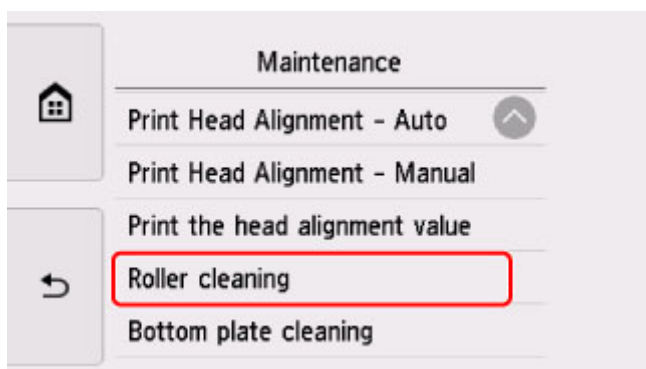 Maintenance
Print Head Alignment - Auto
Print Head Alignment - Manual
Print the head alignment value
Roller cleaning
Bottom plate cleaning